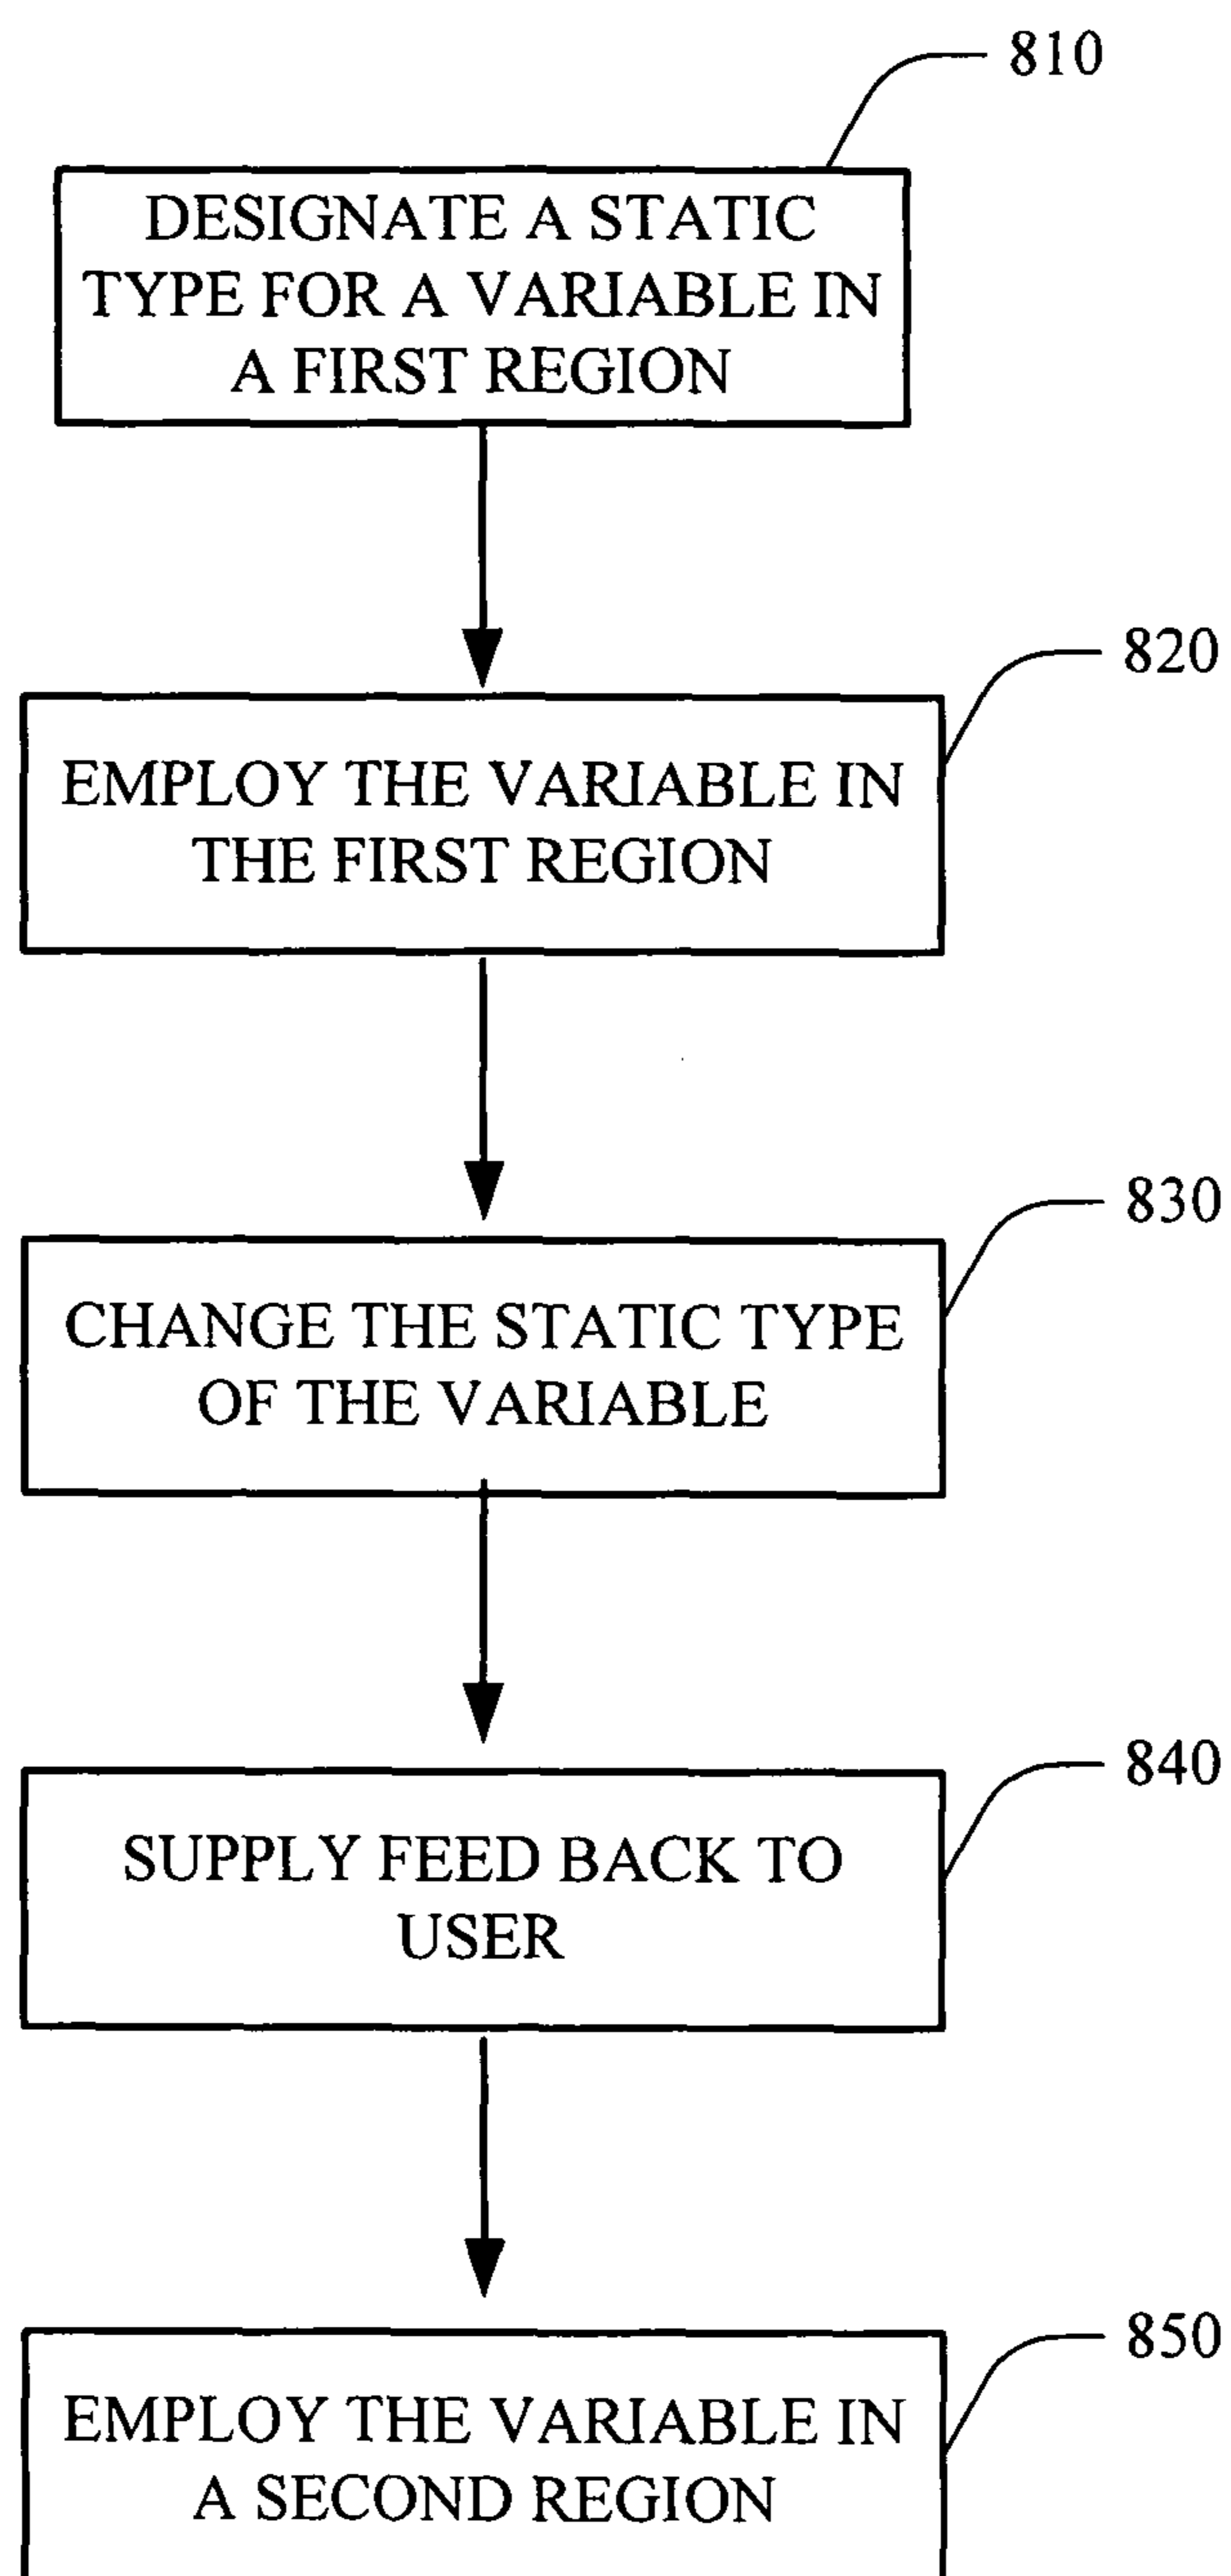 810
DESIGNATE A STATIC
TYPE FOR A VARIABLE IN
A FIRST REGION
820
EMPLOY THE VARIABLE IN
THE FIRST REGION
830
CHANGE THE STATIC TYPE
OF THE VARIABLE
840
SUPPLY FEED BACK TO
USER
850
EMPLOY THE VARIABLE IN
A SECOND REGION